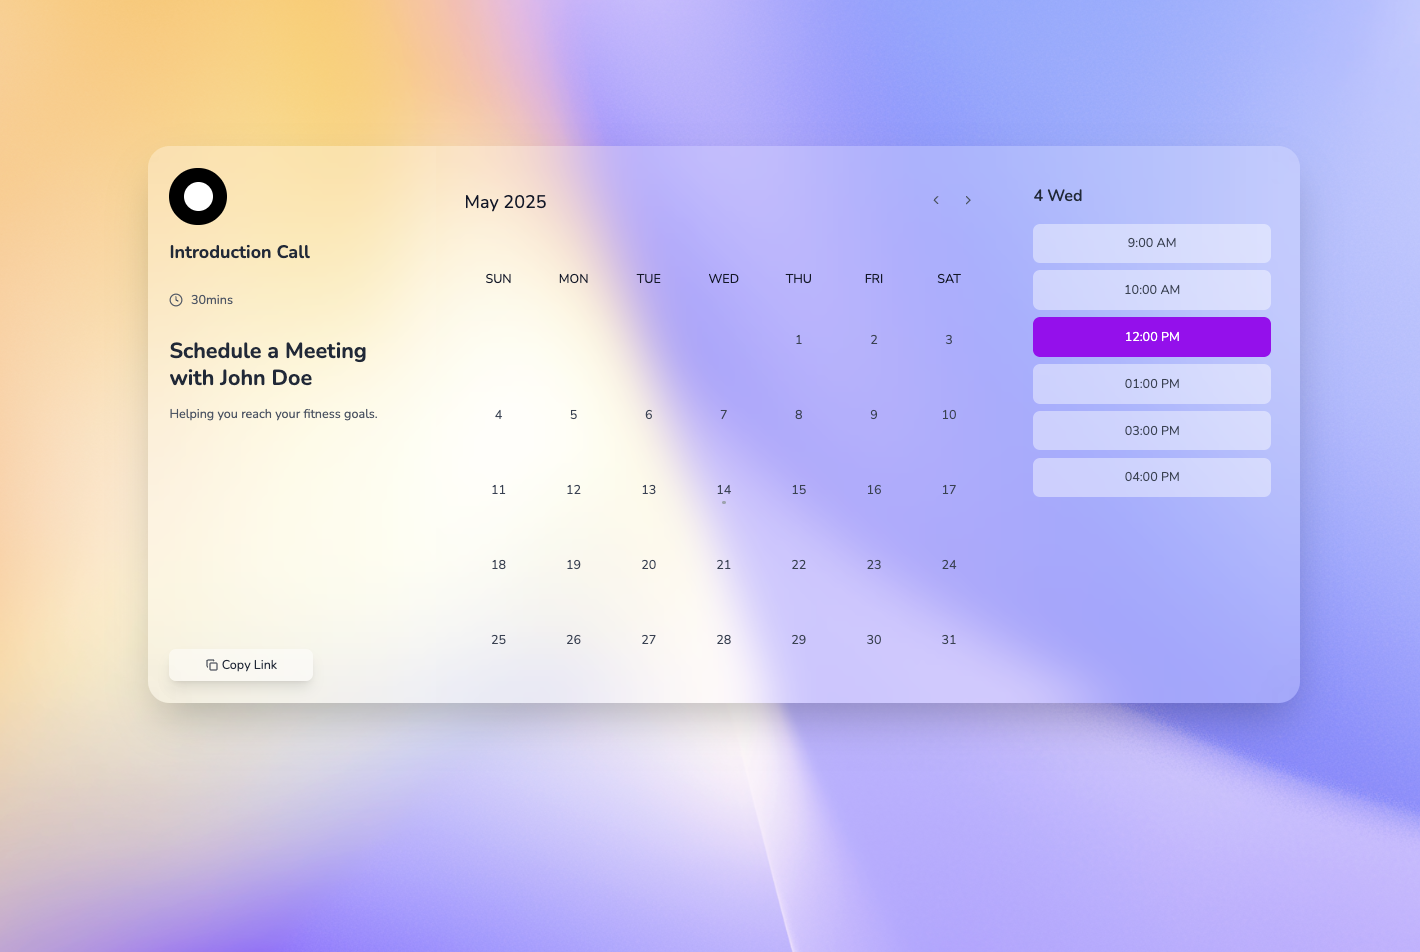 Introduction Call
30mins
Schedule a Meeting
with John Doe
Helping you reach your fitness goals.
Copy Link
May 2025
SUN MON TUE WED THU FRI SAT
1 2 3
4 5 6 7 8 9 10
11 12 13 14 15 16 17
18 19 20 21 22 23 24
25 26 27 28 29 30 31
4 Wed
9:00 AM
10:00 AM
12:00 PM
01:00 PM
03:00 PM
04:00 PM